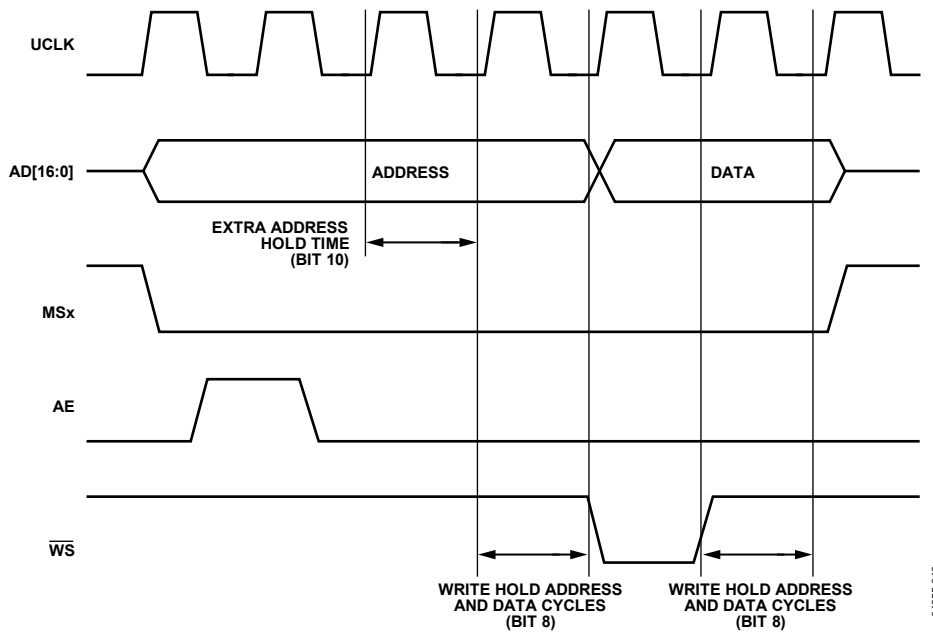 UCLK
AD[16:0]
ADDRESS
DATA
EXTRA ADDRESS
HOLD TIME
(BIT 10)
MSx
AE
WS
WRITE HOLD ADDRESS
AND DATA CYCLES
(BIT 8)
WRITE HOLD ADDRESS
AND DATA CYCLES
(BIT 8)